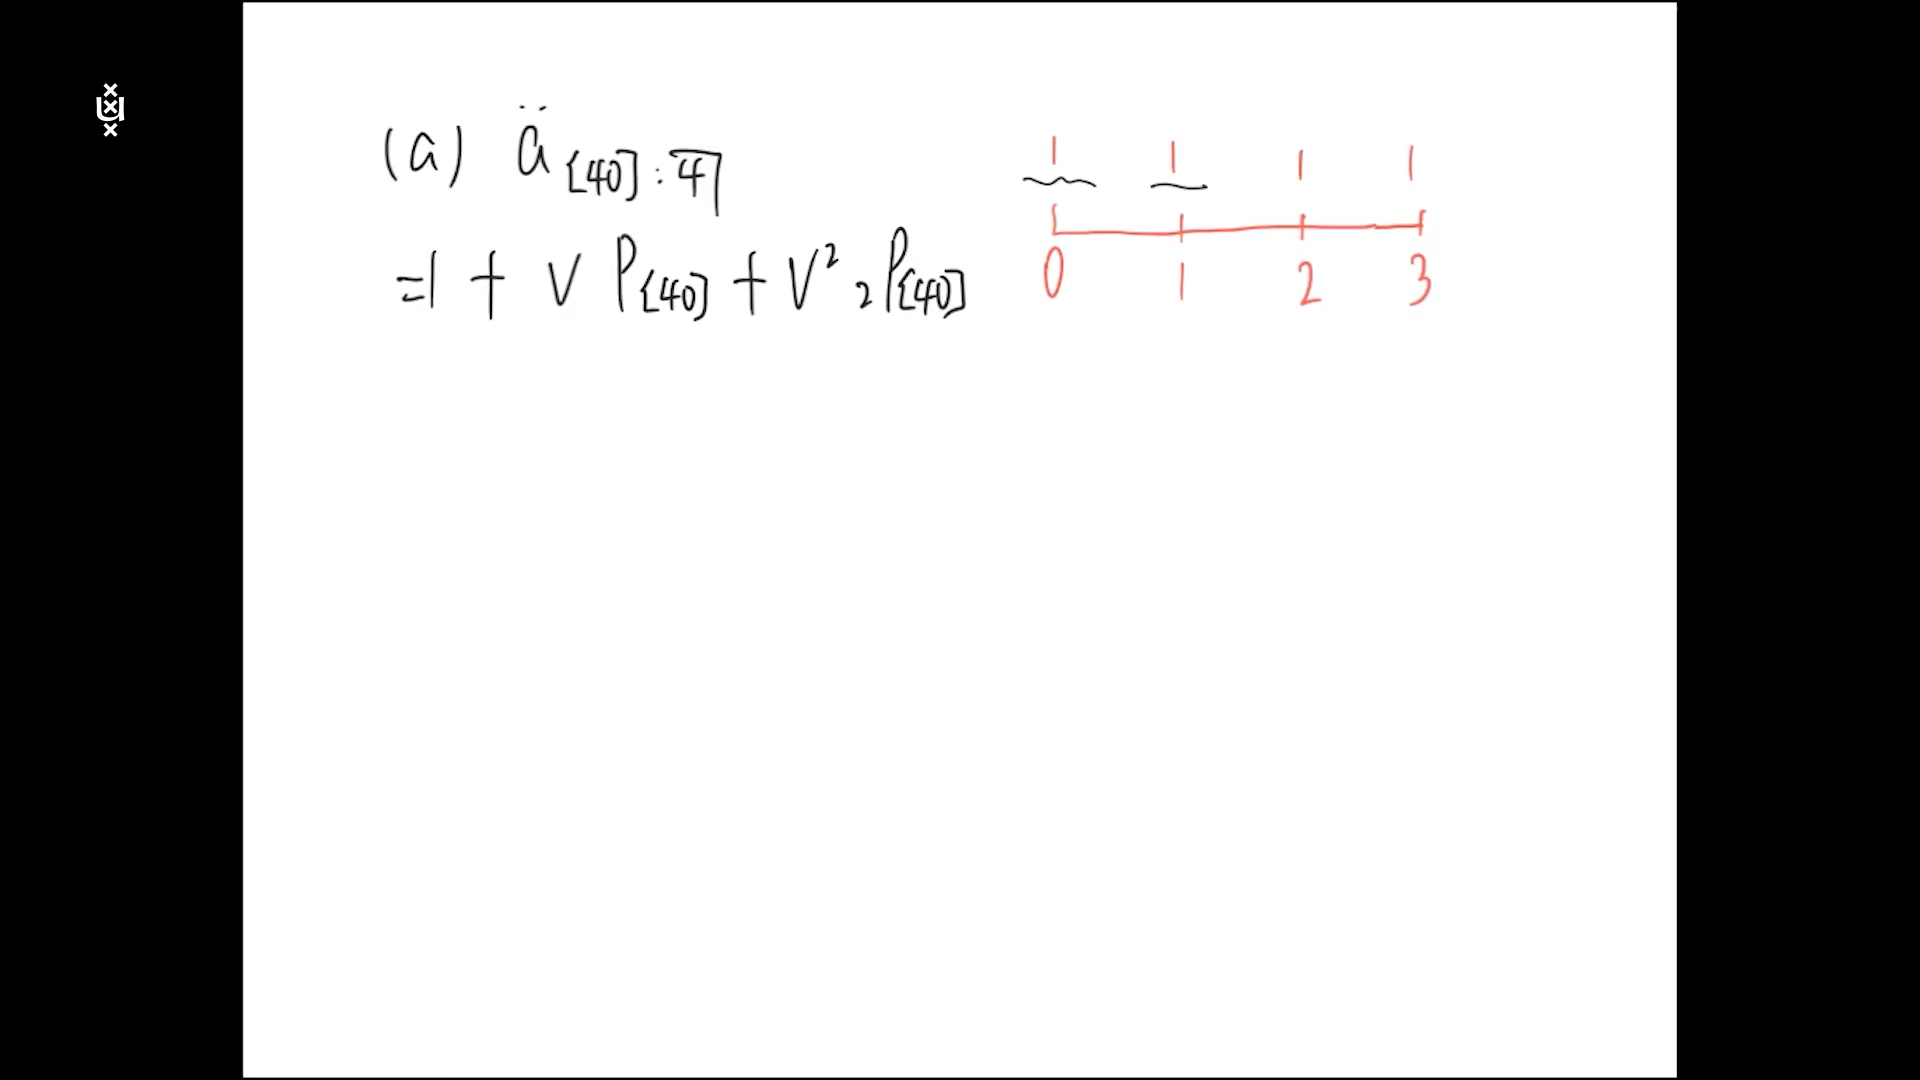 (a) ä[40]:4̅|
=1 + V P[40] + V² ₂P[40]
1 1 1 1
0 1 2 3